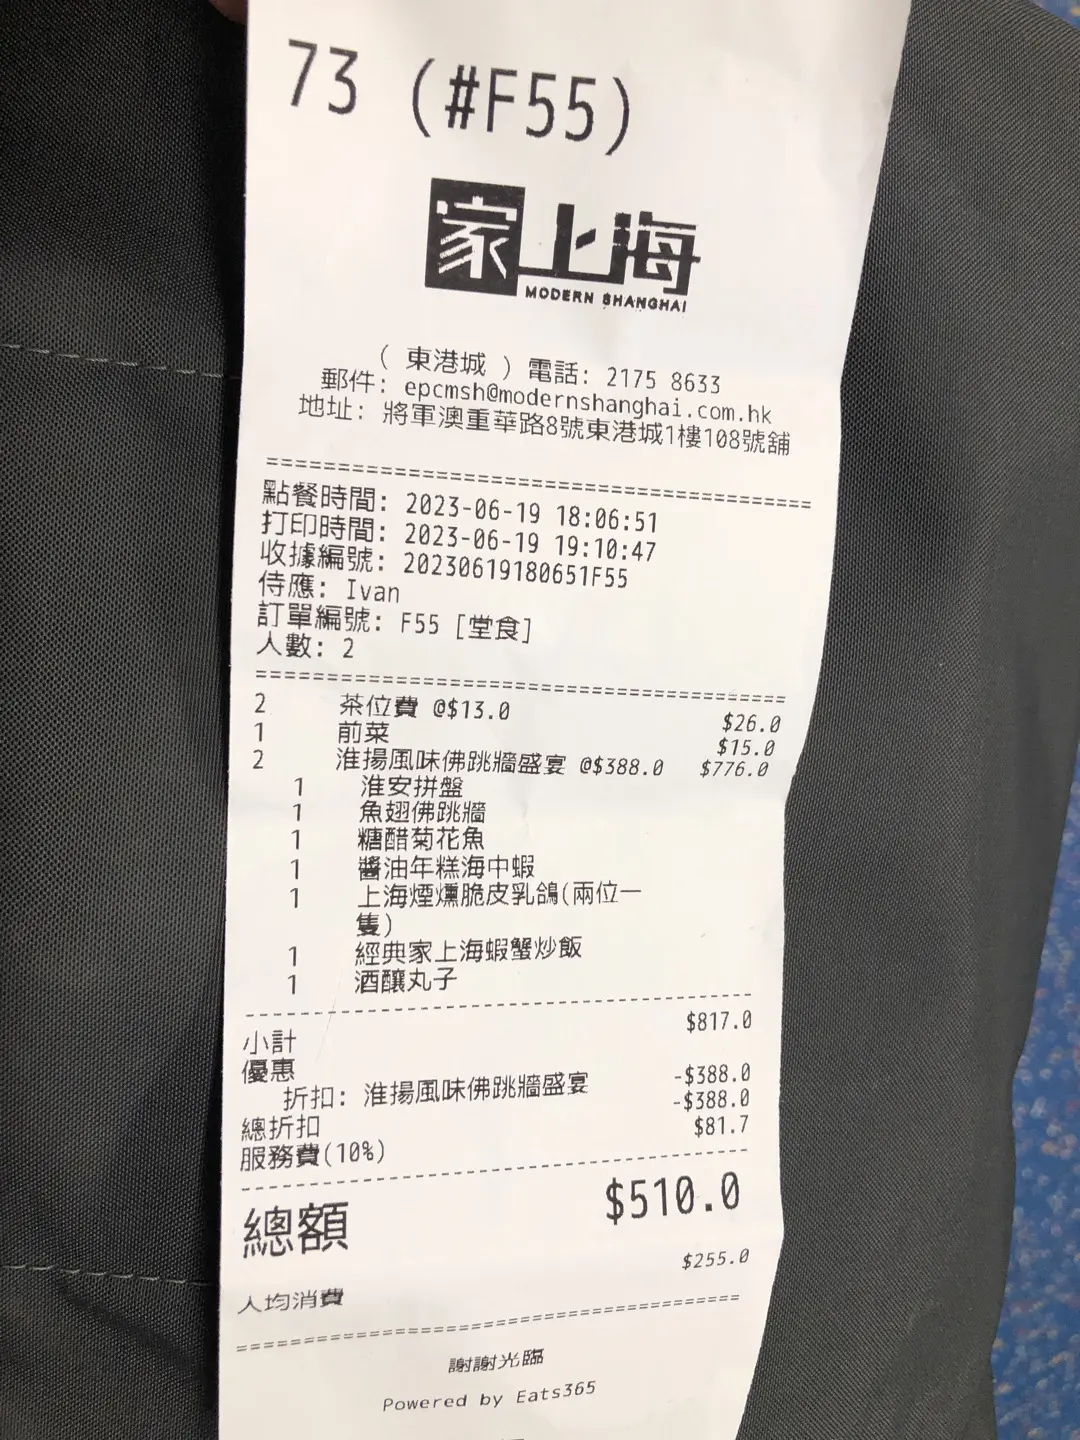 73 (#F55)
家上海
MODERN SHANGHAI
( 東港城 ) 電話: 2175 8633
郵件: epcmsh@modernshanghai.com.hk
地址: 將軍澳重華路8號東港城1樓108號舖
點餐時間: 2023-06-19 18:06:51
打印時間: 2023-06-19 19:10:47
收據編號: 20230619180651F55
侍應: Ivan
訂單編號: F55 [堂食]
人數: 2
2 茶位費 @$13.0 $26.0
1 前菜 $15.0
2 淮揚風味佛跳牆盛宴 @$388.0 $776.0
1 淮安拼盤
1 魚翅佛跳牆
1 糖醋菊花魚
1 醬油年糕海中蝦
1 上海煙燻脆皮乳鴿(兩位一
隻)
1 經典家上海蝦蟹炒飯
1 酒釀丸子
小計 $817.0
優惠
折扣: 淮揚風味佛跳牆盛宴 -$388.0
總折扣 -$388.0
服務費(10%) $81.7
總額 $510.0
人均消費 $255.0
謝謝光臨
Powered by Eats365